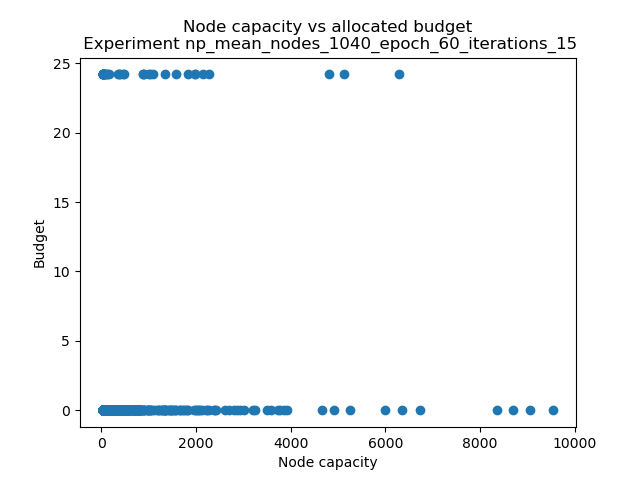 Node capacity vs allocated budget
Experiment np_mean_nodes_1040_epoch_60_iterations_15
25
20
15
10
5
0
Budget
0 2000 4000 6000 8000 10000
Node capacity